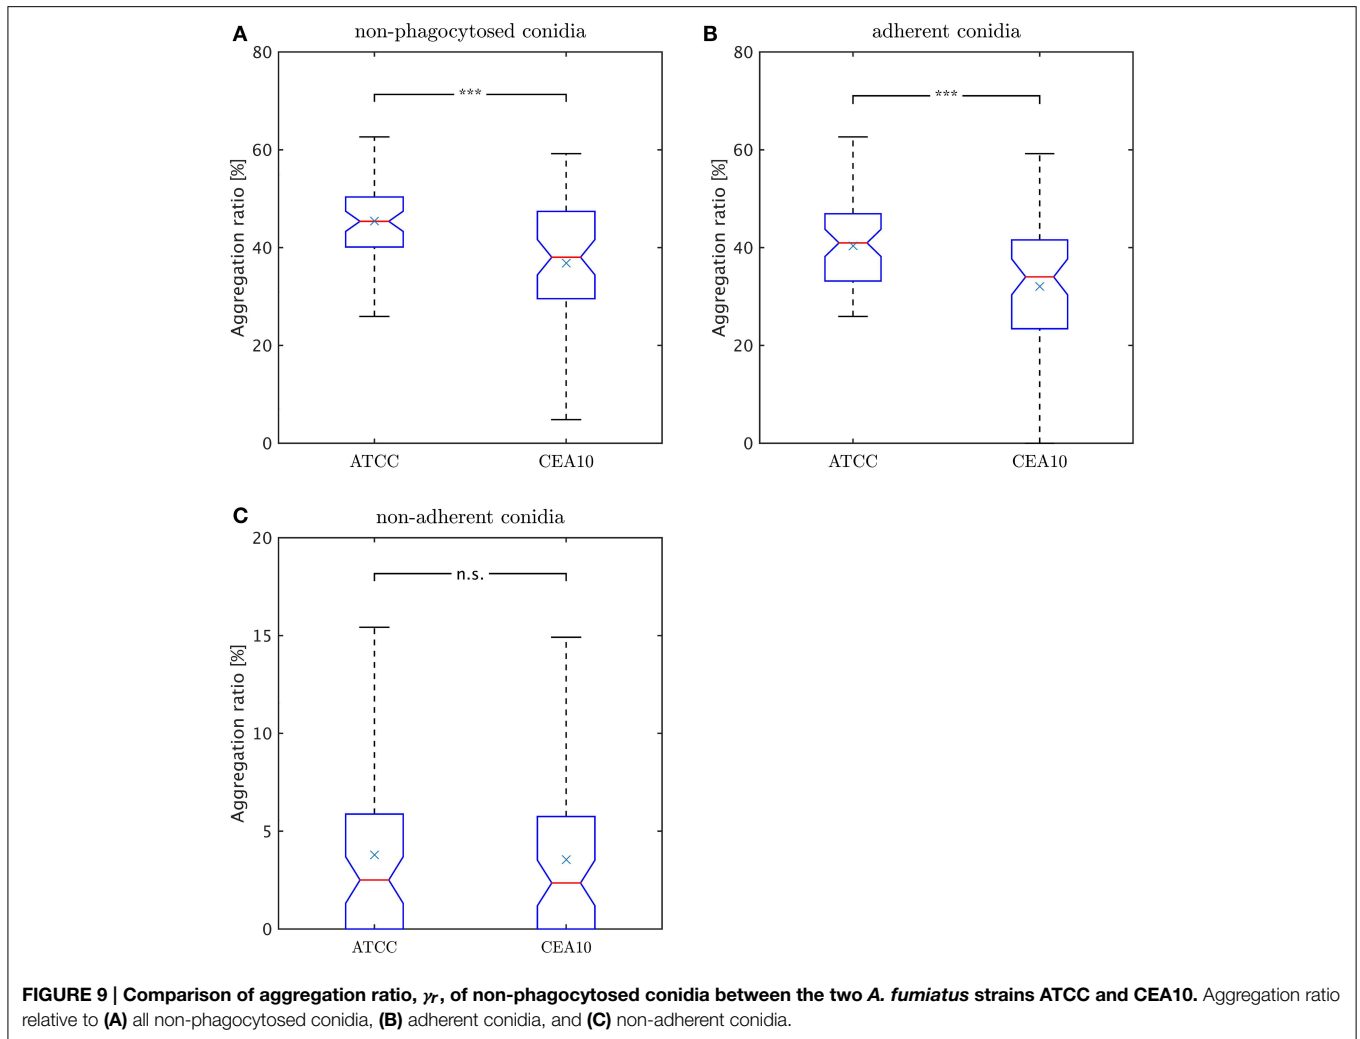 A non-phagocytosed conidia
80
60
40
20
0
Aggregation ratio [%]
***
ATCC CEA10
B adherent conidia
80
60
40
20
0
Aggregation ratio [%]
***
ATCC CEA10
C non-adherent conidia
20
15
10
5
0
Aggregation ratio [%]
n.s.
ATCC CEA10
FIGURE 9 | Comparison of aggregation ratio, γr, of non-phagocytosed conidia between the two A. fumiatus strains ATCC and CEA10. Aggregation ratio
relative to (A) all non-phagocytosed conidia, (B) adherent conidia, and (C) non-adherent conidia.